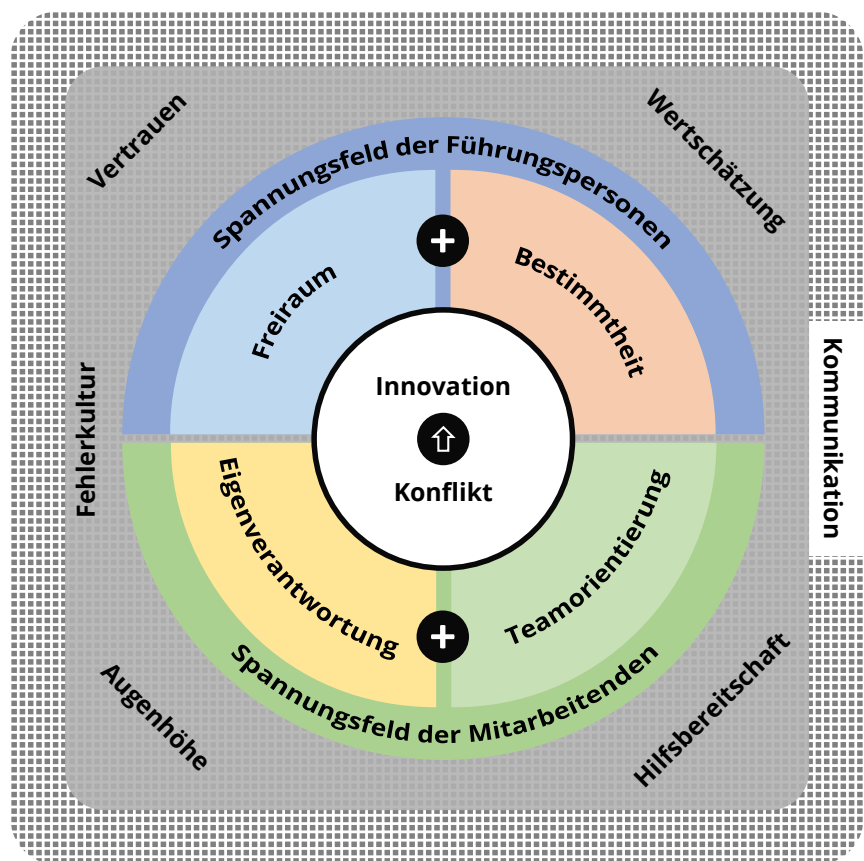 Vertrauen
Wertschätzung
Spannungsfeld der Führungspersonen
Freiraum
Bestimmtheit
Fehlerkultur
Innovation
Konflikt
Kommunikation
Eigenverantwortung
Teamorientierung
Spannungsfeld der Mitarbeitenden
Augenhöhe
Hilfsbereitschaft